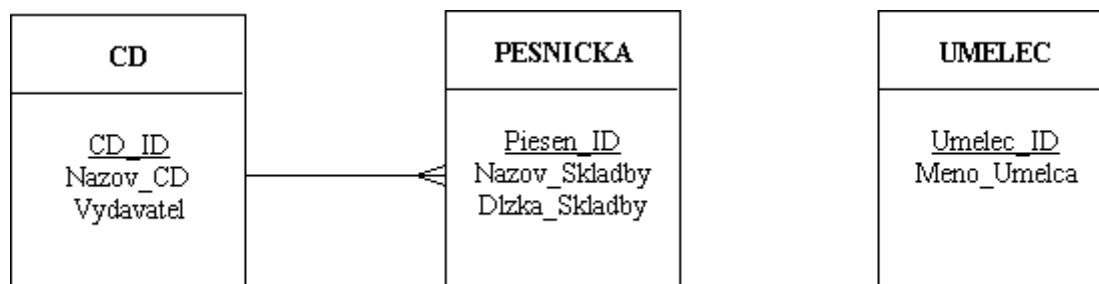 CD
CD_ID
Nazov_CD
Vydavatel
PESNICKA
Piesen_ID
Nazov_Skladby
Dlzka_Skladby
UMELEC
Umelec_ID
Meno_Umelca